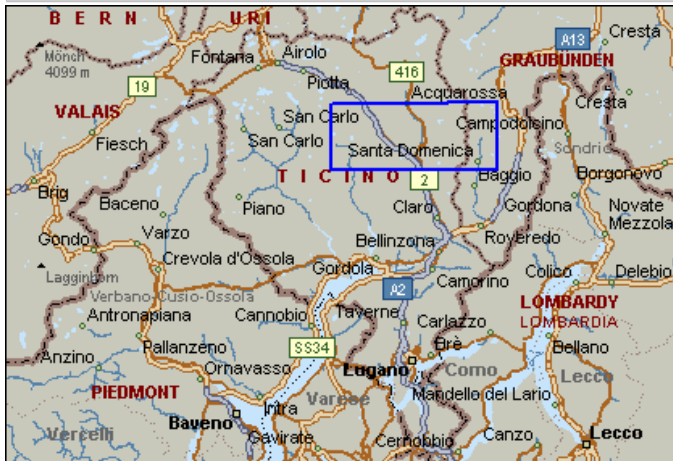 BERN URI
Cresta
A13
Mönch
4099 m
Fontana Airolo
GRAUBÜNDEN
416
Piotta
19
Acquarossa
Cresta
VALAIS
San Carlo
Campodolcino
San Carlo
Fiesch
Santa Domenica
Sondrio
TICINO
2
Borgonovo
Brig
Baggio
Baceno
Piano
Claro
Gordona
Novate
Mezzola
Varzo
Gondo
Bellinzona
Roveredo
Crevola d'Ossola
Gordola
Lagginhorn
Camorino
Colico
Delebio
A2
Verbano-Cusio-Ossola
LOMBARDY
Antronapiana
Cannobio
Taverne
Carlazzo
LOMBARDIA
Pallanzeno
SS34
Brè
Bellano
Anzino
Ornavasso
Lugano
Como
Lecco
PIEDMONT
Mandello del Lario
Intra
Varese
Baveno
Vercelli
Gavirate
Cernobbio
Canzo
Lecco